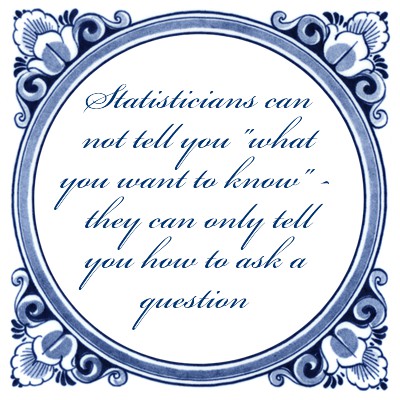 Statisticians can
not tell you "what
you want to know" -
they can only tell
you how to ask a
question